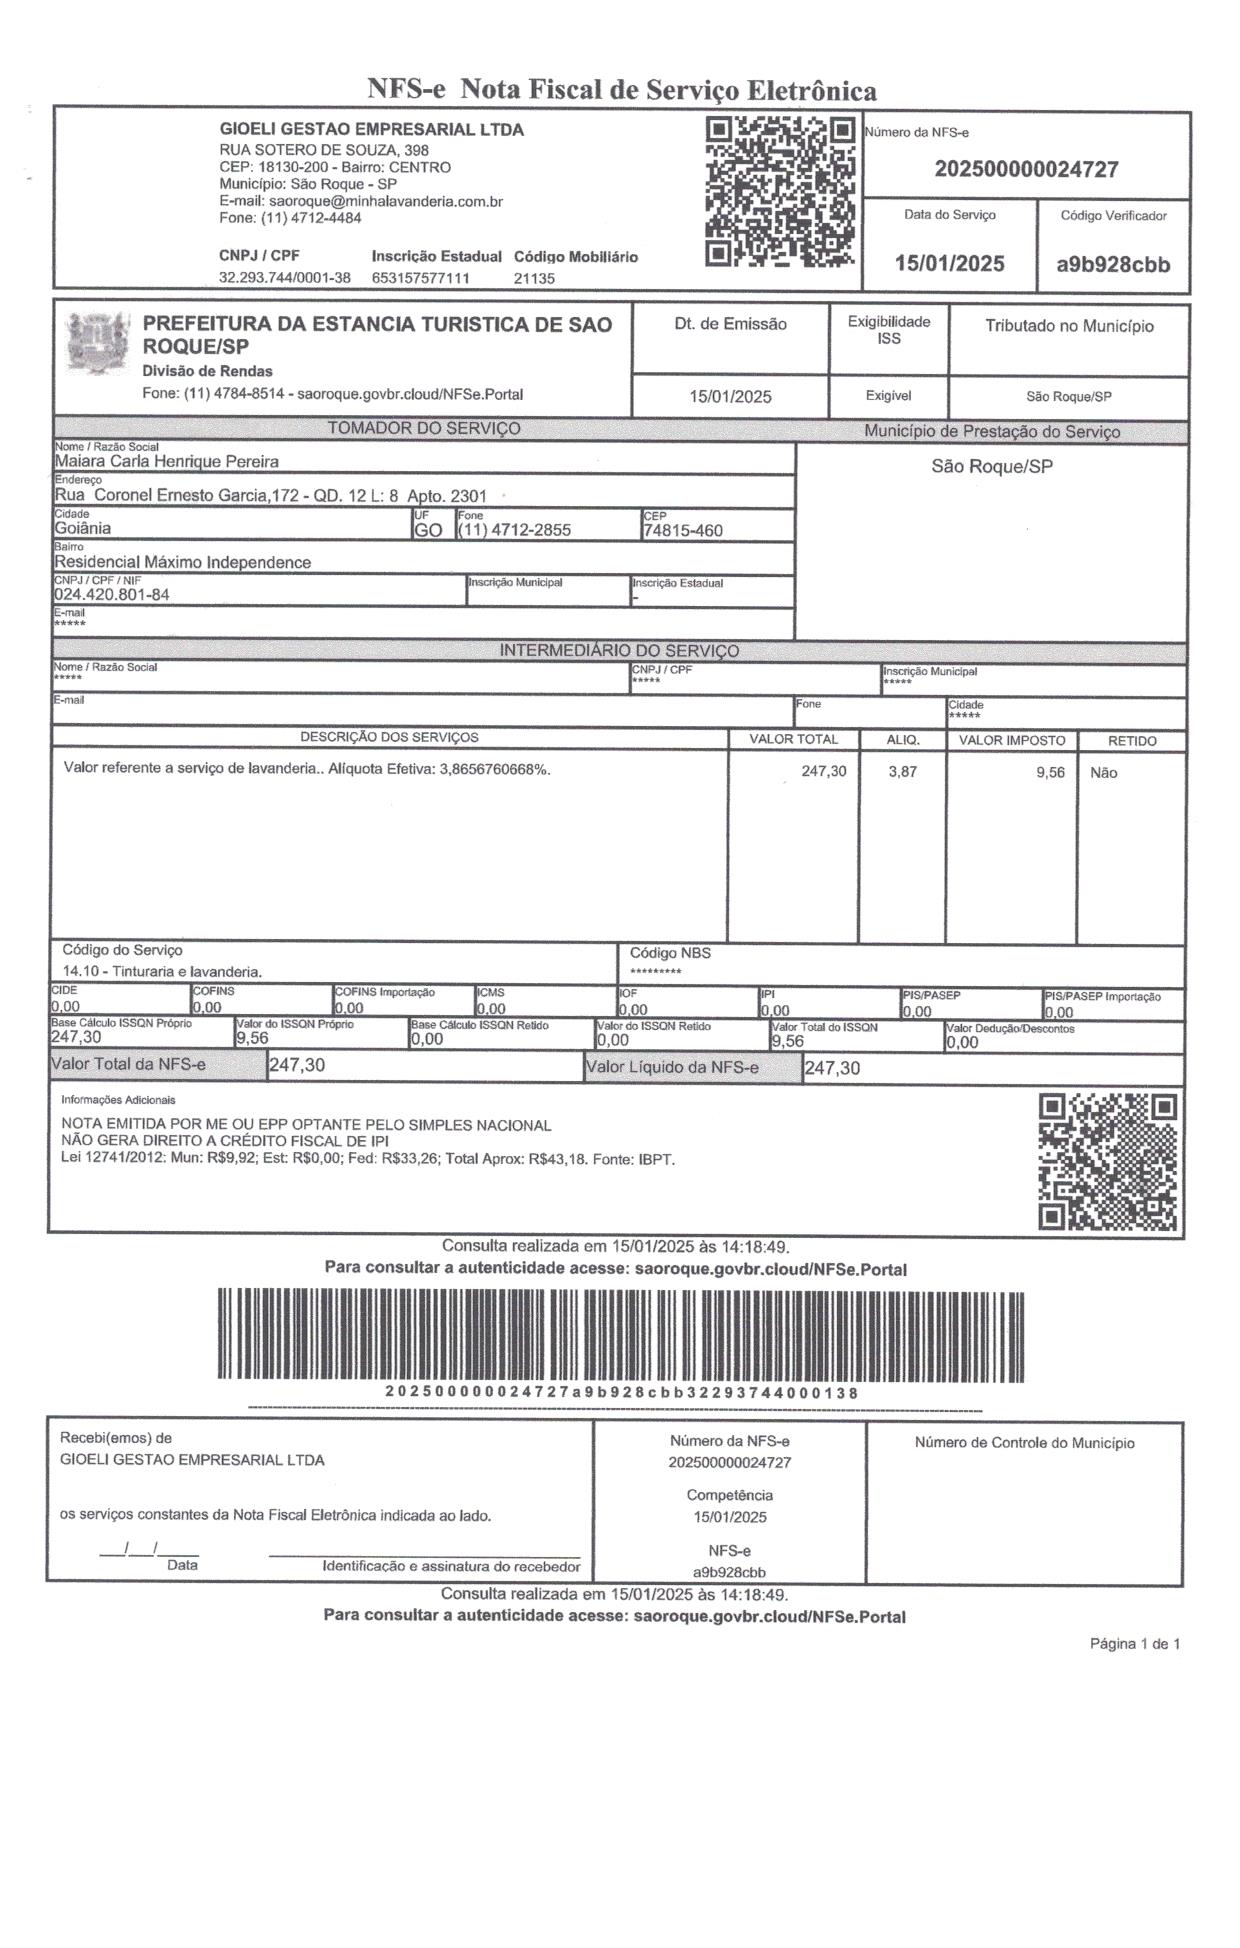 NFS-e Nota Fiscal de Serviço Eletrônica
GIOELI GESTAO EMPRESARIAL LTDA
RUA SOTERO DE SOUZA, 398
CEP: 18130-200 - Bairro: CENTRO
Município: São Roque - SP
E-mail: saoroque@minhalavanderia.com.br
Fone: (11) 4712-4484
CNPJ / CPF Inscrição Estadual Código Mobiliário
32.293.744/0001-38 653157577111 21135
Número da NFS-e
202500000024727
Data do Serviço Código Verificador
15/01/2025 a9b928cbb
PREFEITURA DA ESTANCIA TURISTICA DE SAO
ROQUE/SP
Divisão de Rendas
Fone: (11) 4784-8514 - saoroque.govbr.cloud/NFSe.Portal
Dt. de Emissão Exigibilidade Tributado no Município
ISS
15/01/2025 Exigível São Roque/SP
TOMADOR DO SERVIÇO Município de Prestação do Serviço
Nome / Razão Social
Maiara Carla Henrique Pereira
São Roque/SP
Endereço
Rua Coronel Ernesto Garcia,172 - QD. 12 L: 8 Apto. 2301
Cidade UF Fone CEP
Goiânia GO (11) 4712-2855 74815-460
Bairro
Residencial Máximo Independence
CNPJ / CPF / NIF Inscrição Municipal Inscrição Estadual
024.420.801-84 -
E-mail
*****
INTERMEDIÁRIO DO SERVIÇO
Nome / Razão Social CNPJ / CPF Inscrição Municipal
***** ***** *****
E-mail Fone Cidade
*****
DESCRIÇÃO DOS SERVIÇOS VALOR TOTAL ALIQ. VALOR IMPOSTO RETIDO
Valor referente a serviço de lavanderia.. Alíquota Efetiva: 3,8656760668%. 247,30 3,87 9,56 Não
Código do Serviço Código NBS
14.10 - Tinturaria e lavanderia. *********
CIDE COFINS COFINS Importação ICMS IOF IPI PIS/PASEP PIS/PASEP Importação
0,00 0,00 0,00 0,00 0,00 0,00 0,00 0,00
Base Cálculo ISSQN Próprio Valor do ISSQN Próprio Base Cálculo ISSQN Retido Valor do ISSQN Retido Valor Total do ISSQN Valor Dedução/Descontos
247,30 9,56 0,00 0,00 9,56 0,00
Valor Total da NFS-e 247,30 Valor Líquido da NFS-e 247,30
Informações Adicionais
NOTA EMITIDA POR ME OU EPP OPTANTE PELO SIMPLES NACIONAL
NÃO GERA DIREITO A CRÉDITO FISCAL DE IPI
Lei 12741/2012: Mun: R$9,92; Est: R$0,00; Fed: R$33,26; Total Aprox: R$43,18. Fonte: IBPT.
Consulta realizada em 15/01/2025 às 14:18:49.
Para consultar a autenticidade acesse: saoroque.govbr.cloud/NFSe.Portal
202500000024727a9b928cbb32293744000138
Recebi(emos) de
GIOELI GESTAO EMPRESARIAL LTDA
os serviços constantes da Nota Fiscal Eletrônica indicada ao lado.
___/___/_____
Data Identificação e assinatura do recebedor
Número da NFS-e
202500000024727
Competência
15/01/2025
NFS-e
a9b928cbb
Número de Controle do Município
Consulta realizada em 15/01/2025 às 14:18:49.
Para consultar a autenticidade acesse: saoroque.govbr.cloud/NFSe.Portal
Página 1 de 1